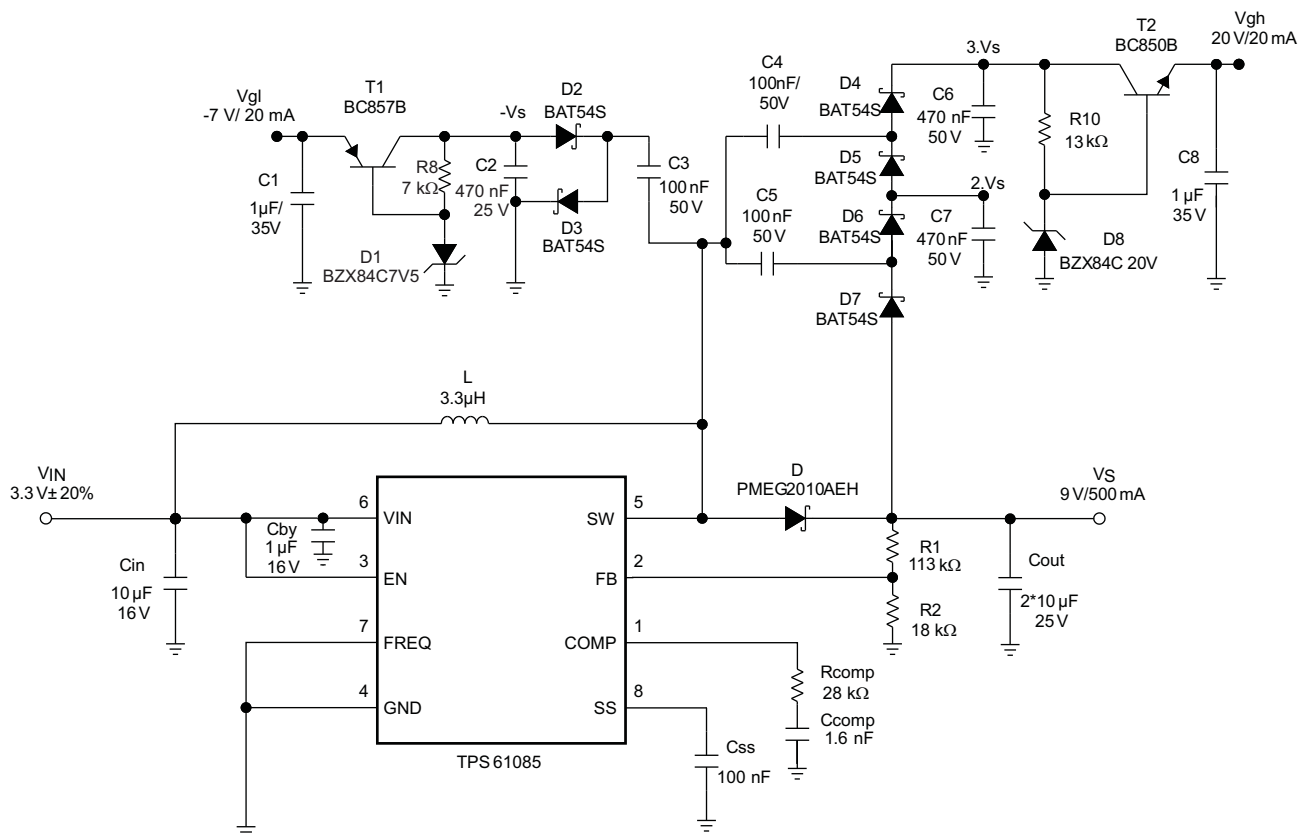 T2
BC850B
Vgh
20 V/20 mA
3.Vs
C4
100nF/
50V
D4
BAT54S
C6
470 nF
50 V
R10
13 kΩ
C8
1 µF
35 V
T1
BC857B
Vgl
-7 V/ 20 mA
D2
BAT54S
-Vs
R8
7 kΩ
C2
470 nF
25 V
C3
100 nF
50 V
C1
1µF/
35V
D5
BAT54S
C5
100nF
50V
2.Vs
D6
BAT54S
C7
470 nF
50 V
D3
BAT54S
D1
BZX84C7V5
D8
BZX84C 20V
D7
BAT54S
L
3.3µH
VIN
3.3 V± 20%
D
PMEG2010AEH
VS
9 V/500 mA
Cin
10 µF
16 V
Cby
1 µF
16 V
6
VIN
3
EN
7
FREQ
4
GND
5
SW
2
FB
1
COMP
8
SS
TPS 61085
R1
113 kΩ
R2
18 kΩ
Cout
2*10 µF
25 V
Rcomp
28 kΩ
Ccomp
1.6 nF
Css
100 nF